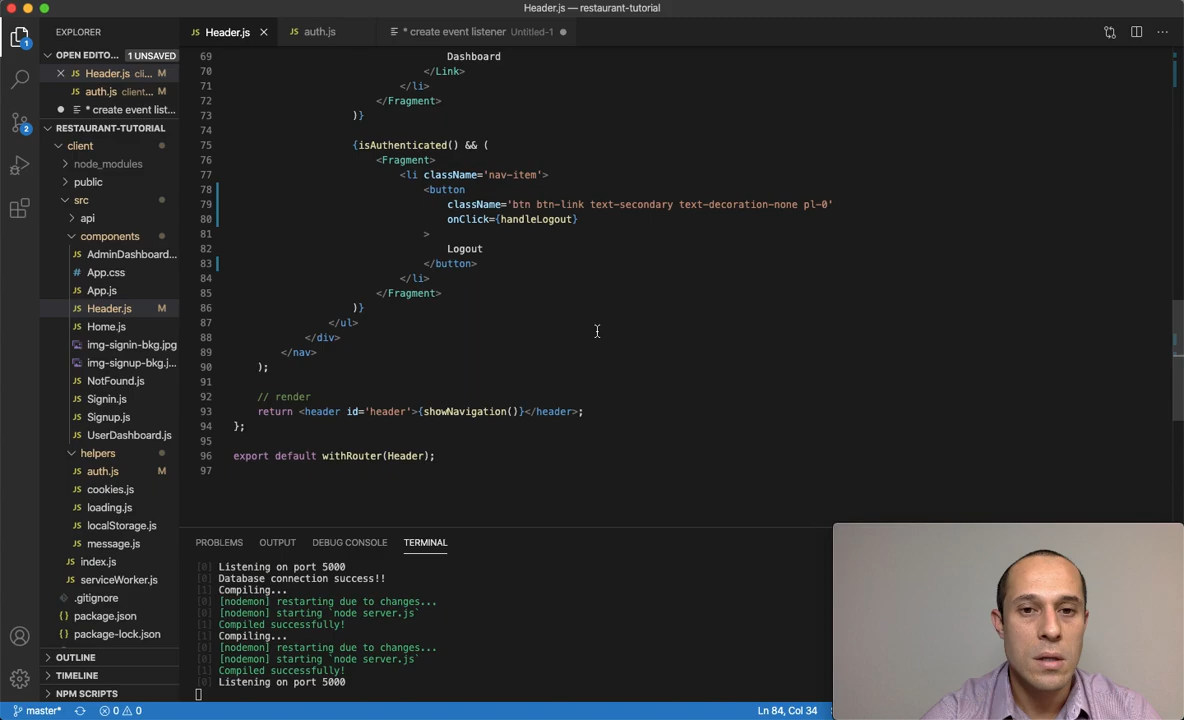 Header.js — restaurant-tutorial
EXPLORER
OPEN EDITO... 1 UNSAVED
Header.js cli... M
auth.js client... M
* create event list...
RESTAURANT-TUTORIAL
client
node_modules
public
src
api
components
AdminDashboard...
App.css
App.js
Header.js M
Home.js
img-signin-bkg.jpg
img-signup-bkg.j...
NotFound.js
Signin.js
Signup.js
UserDashboard.js
helpers
auth.js M
cookies.js
loading.js
localStorage.js
message.js
index.js
serviceWorker.js
.gitignore
package.json
package-lock.json
OUTLINE
TIMELINE
NPM SCRIPTS
JS Header.js
JS auth.js
* create event listener Untitled-1
69 Dashboard
70 </Link>
71 </li>
72 </Fragment>
73 )}
74
75 {isAuthenticated() && (
76 <Fragment>
77 <li className='nav-item'>
78 <button
79 className='btn btn-link text-secondary text-decoration-none pl-0'
80 onClick={handleLogout}
81 >
82 Logout
83 </button>
84 </li>
85 </Fragment>
86 )}
87 </ul>
88 </div>
89 </nav>
90 );
91
92 // render
93 return <header id='header'>{showNavigation()}</header>;
94 };
95
96 export default withRouter(Header);
97
PROBLEMS OUTPUT DEBUG CONSOLE TERMINAL
[0] Listening on port 5000
[0] Database connection success!!
[1] Compiling...
[0] [nodemon] restarting due to changes...
[0] [nodemon] starting `node server.js`
[1] Compiled successfully!
[1] Compiling...
[0] [nodemon] restarting due to changes...
[0] [nodemon] starting `node server.js`
[1] Compiled successfully!
[0] Listening on port 5000
master* 0 0 Ln 84, Col 34